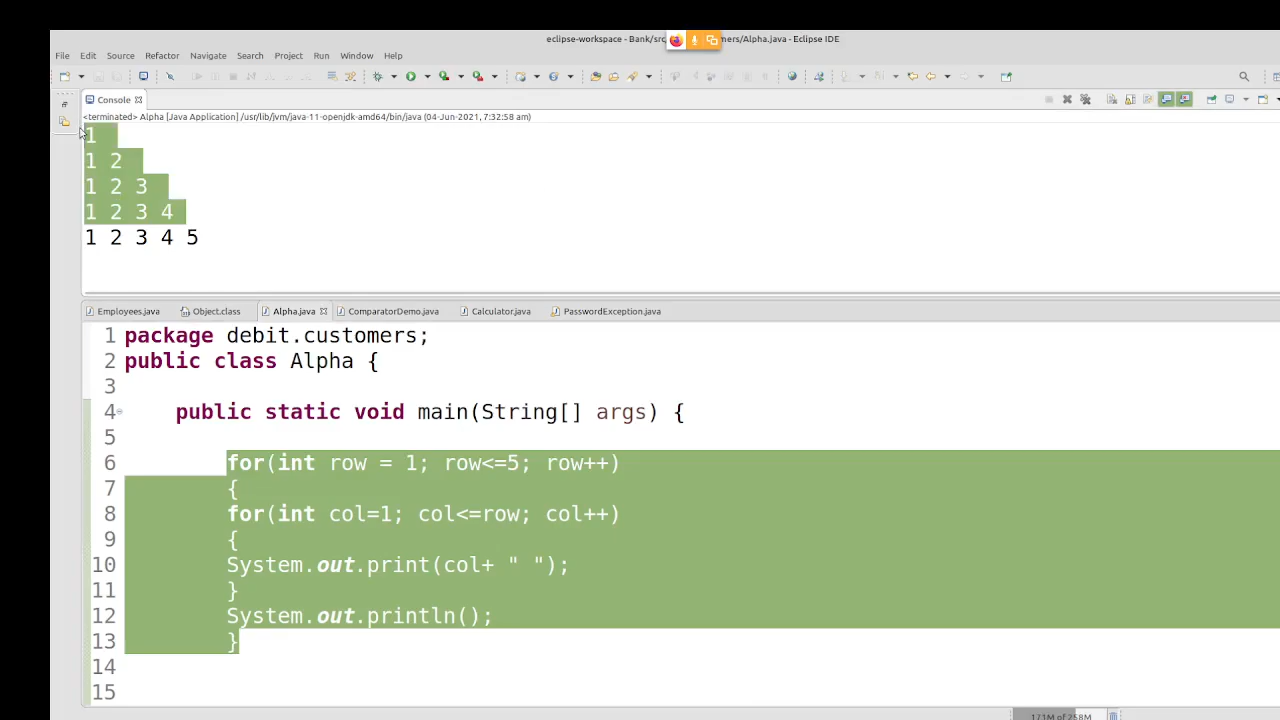 eclipse-workspace - Bank/src mers/Alpha.java - Eclipse IDE
File Edit Source Refactor Navigate Search Project Run Window Help
Console
<terminated> Alpha [Java Application] /usr/lib/jvm/java-11-openjdk-amd64/bin/java (04-Jun-2021, 7:32:58 am)
1
1 2
1 2 3
1 2 3 4
1 2 3 4 5
Employees.java Object.class Alpha.java ComparatorDemo.java Calculator.java PasswordException.java
1 package debit.customers;
2 public class Alpha {
3
4 public static void main(String[] args) {
5
6 for(int row = 1; row<=5; row++)
7 {
8 for(int col=1; col<=row; col++)
9 {
10 System.out.print(col+ " ");
11 }
12 System.out.println();
13 }
14
15
171M of 258M